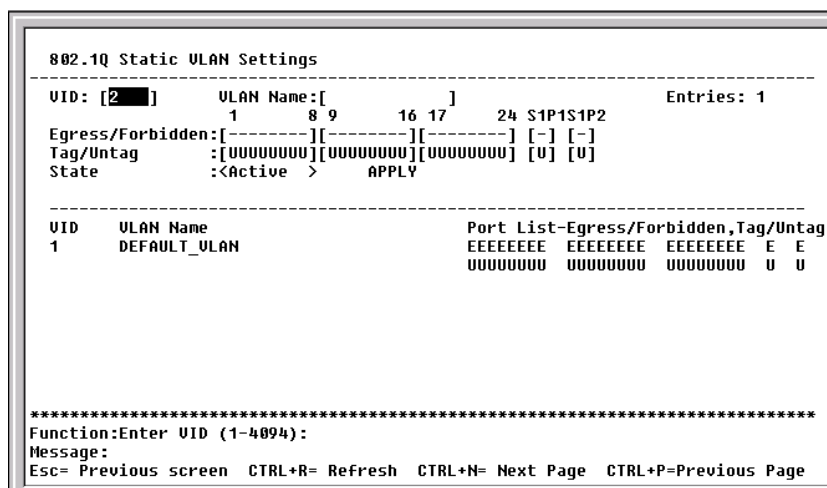 802.1Q Static VLAN Settings
--------------------------------------------------------------------------------
VID: [2   ]      VLAN Name:[            ]                     Entries: 1
1       8 9      16 17     24 S1P1S1P2
Egress/Forbidden:[--------][--------][--------] [-] [-]
Tag/Untag       :[UUUUUUUU][UUUUUUUU][UUUUUUUU] [U] [U]
State           :<Active  >     APPLY
--------------------------------------------------------------------------------
VID    VLAN Name                       Port List-Egress/Forbidden,Tag/Untag
1      DEFAULT_VLAN                       EEEEEEEE  EEEEEEEE  EEEEEEEE  E  E
UUUUUUUU  UUUUUUUU  UUUUUUUU  U  U
*******************************************************************************
Function:Enter VID (1-4094):
Message:
Esc= Previous screen  CTRL+R= Refresh  CTRL+N= Next Page  CTRL+P=Previous Page